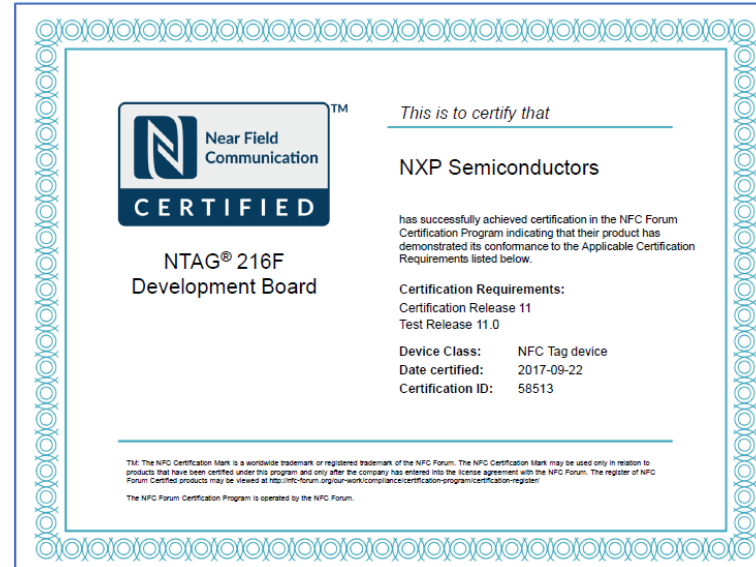 Near Field
Communication
TM
CERTIFIED
NTAG® 216F
Development Board
This is to certify that
NXP Semiconductors
has successfully achieved certification in the NFC Forum
Certification Program indicating that their product has
demonstrated its conformance to the Applicable Certification
Requirements listed below.
Certification Requirements:
Certification Release 11
Test Release 11.0
Device Class: NFC Tag device
Date certified: 2017-09-22
Certification ID: 58513
TM: The NFC Certification Mark is a worldwide trademark or registered trademark of the NFC Forum. The NFC Certification Mark may be used only in relation to
products that have been certified under this program and only after the company has entered into the license agreement with the NFC Forum. The register of NFC
Forum Certified products may be viewed at http://nfc-forum.org/our-work/compliance/certification-program/certification-register/
The NFC Forum Certification Program is operated by the NFC Forum.